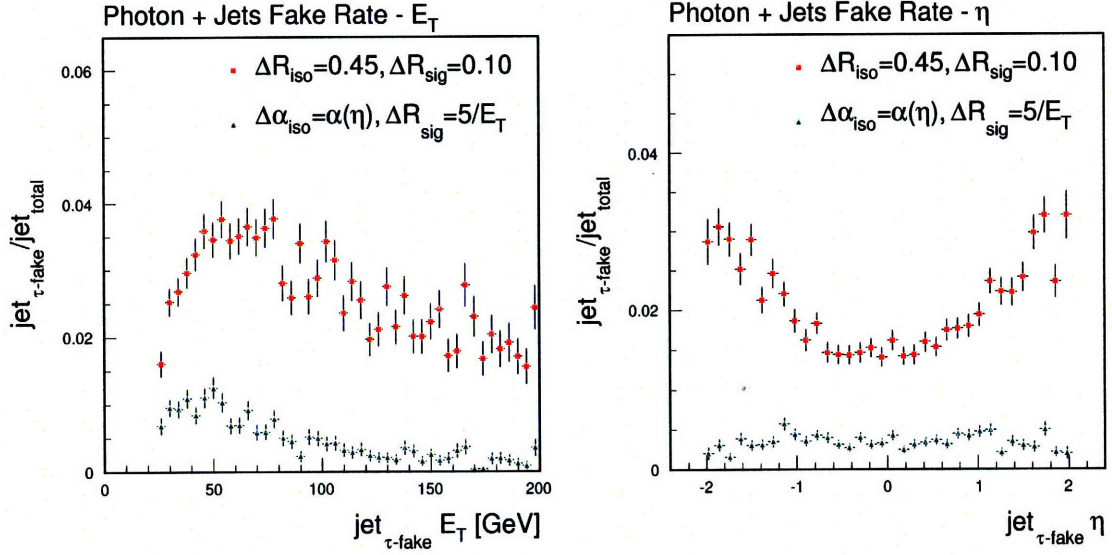 Photon + Jets Fake Rate - E_T
ΔR_iso=0.45, ΔR_sig=0.10
Δα_iso=α(η), ΔR_sig=5/E_T
jet_τ-fake/jet_total
0.06
0.04
0.02
0
0 50 100 150 200
jet_τ-fake E_T [GeV]
Photon + Jets Fake Rate - η
ΔR_iso=0.45, ΔR_sig=0.10
Δα_iso=α(η), ΔR_sig=5/E_T
jet_τ-fake/jet_total
0.04
0.02
0
-2 -1 0 1 2
jet_τ-fake η